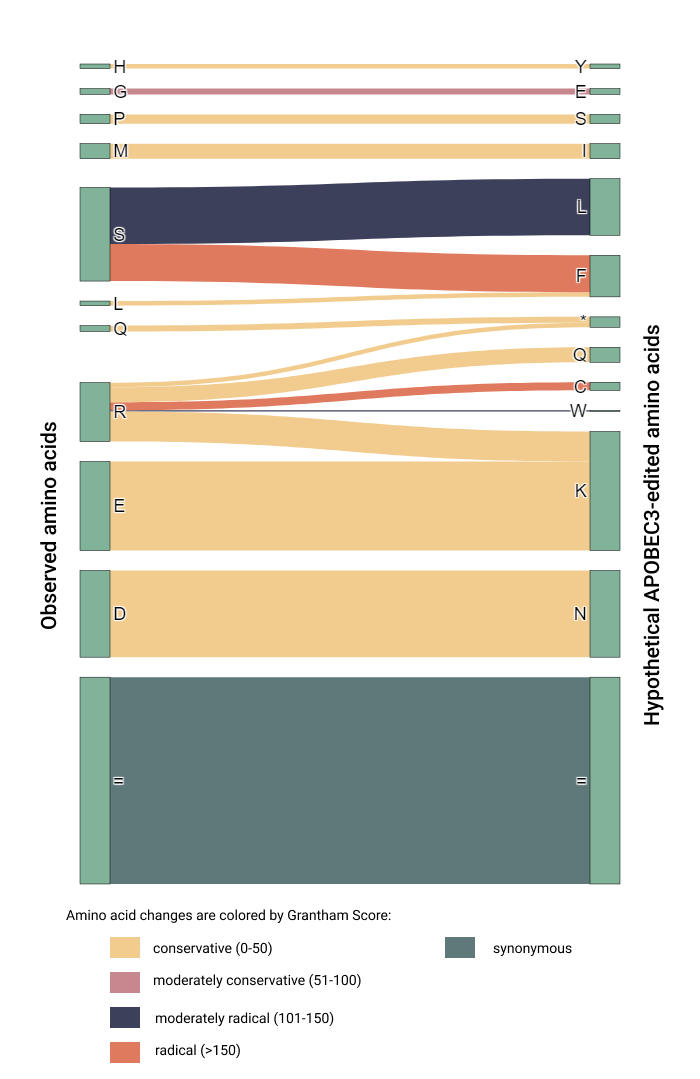 H Y
G E
P S
M I
S L
F
L *
Q Q
R C
W
E K
D N
= =
Observed amino acids
Hypothetical APOBEC3-edited amino acids
Amino acid changes are colored by Grantham Score:
conservative (0-50) synonymous
moderately conservative (51-100)
moderately radical (101-150)
radical (>150)